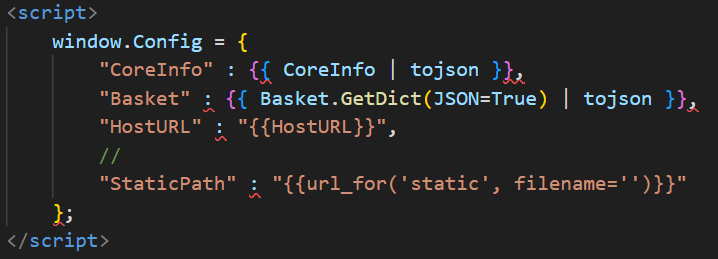 <script>
window.Config = {
"CoreInfo" : {{ CoreInfo | tojson }},
"Basket" : {{ Basket.GetDict(JSON=True) | tojson }},
"HostURL" : "{{HostURL}}",
//
"StaticPath" : "{{url_for('static', filename='')}}"
};
</script>